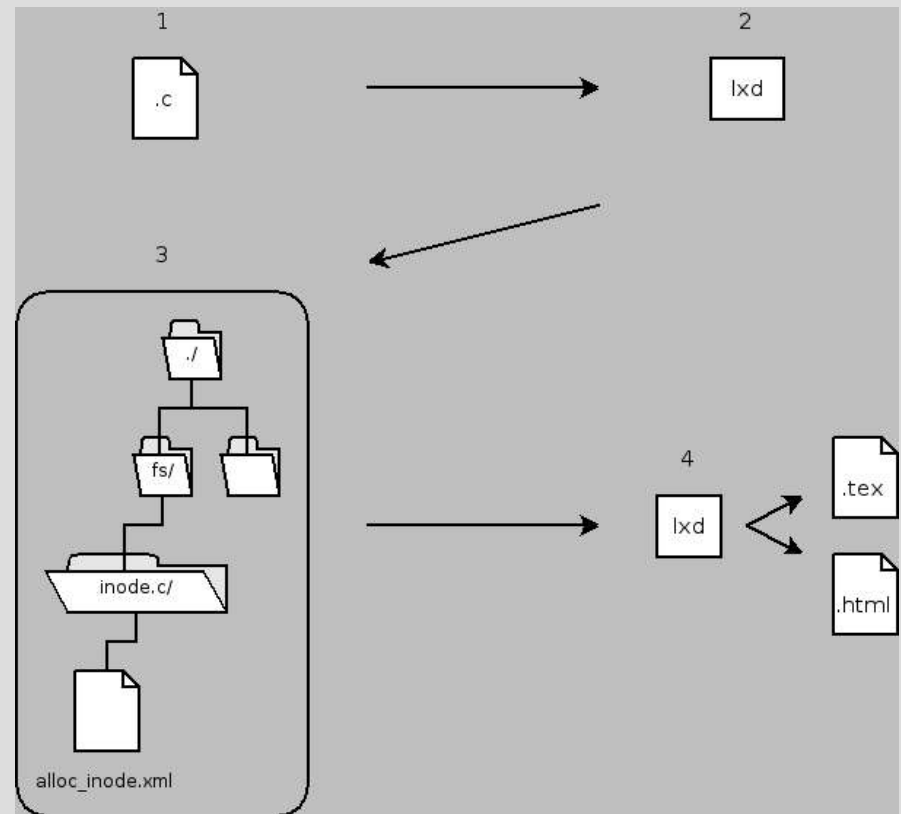 1
2
.c
lxd
3
./
fs/
inode.c/
alloc_inode.xml
4
lxd
.tex
.html